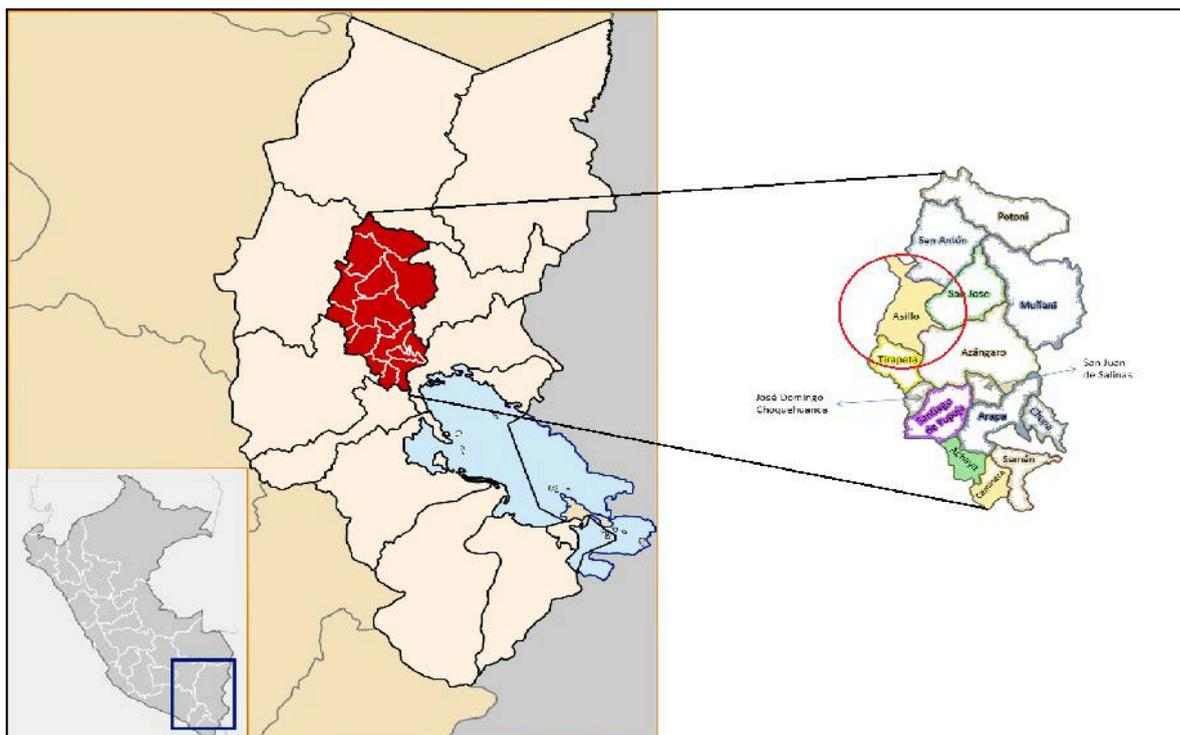 Potoni
San Antón
San Jose
Muñani
Asillo
Tirapata
Azángaro
San Juan
de Salinas
José Domingo
Choquehuanca
Santiago
de Pupuja
Arapa
Chupa
Achaya
Samán
Caminaca